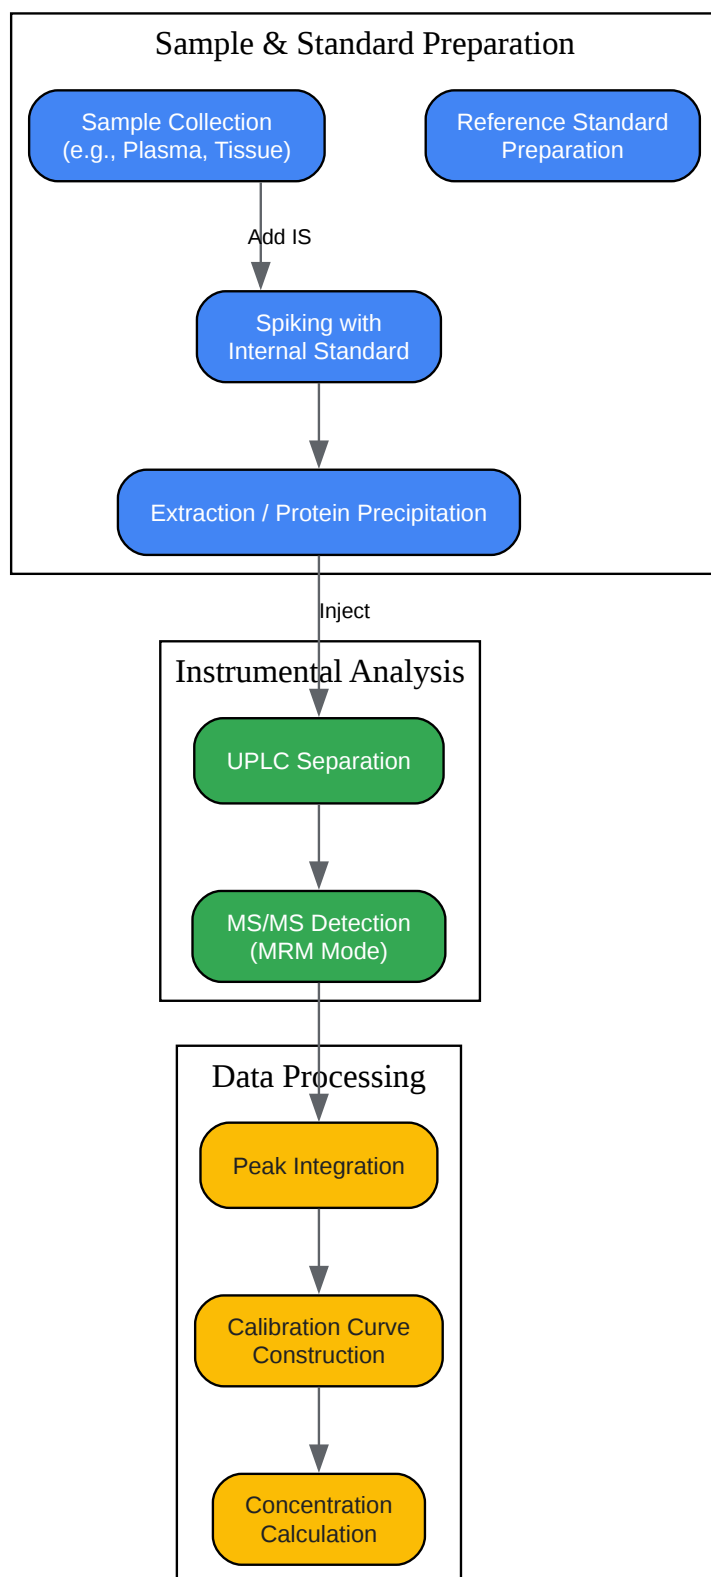 Sample & Standard Preparation
Sample Collection
(e.g., Plasma, Tissue)
Reference Standard
Preparation
Add IS
Spiking with
Internal Standard
Extraction / Protein Precipitation
Inject
Instrumental Analysis
UPLC Separation
MS/MS Detection
(MRM Mode)
Data Processing
Peak Integration
Calibration Curve
Construction
Concentration
Calculation